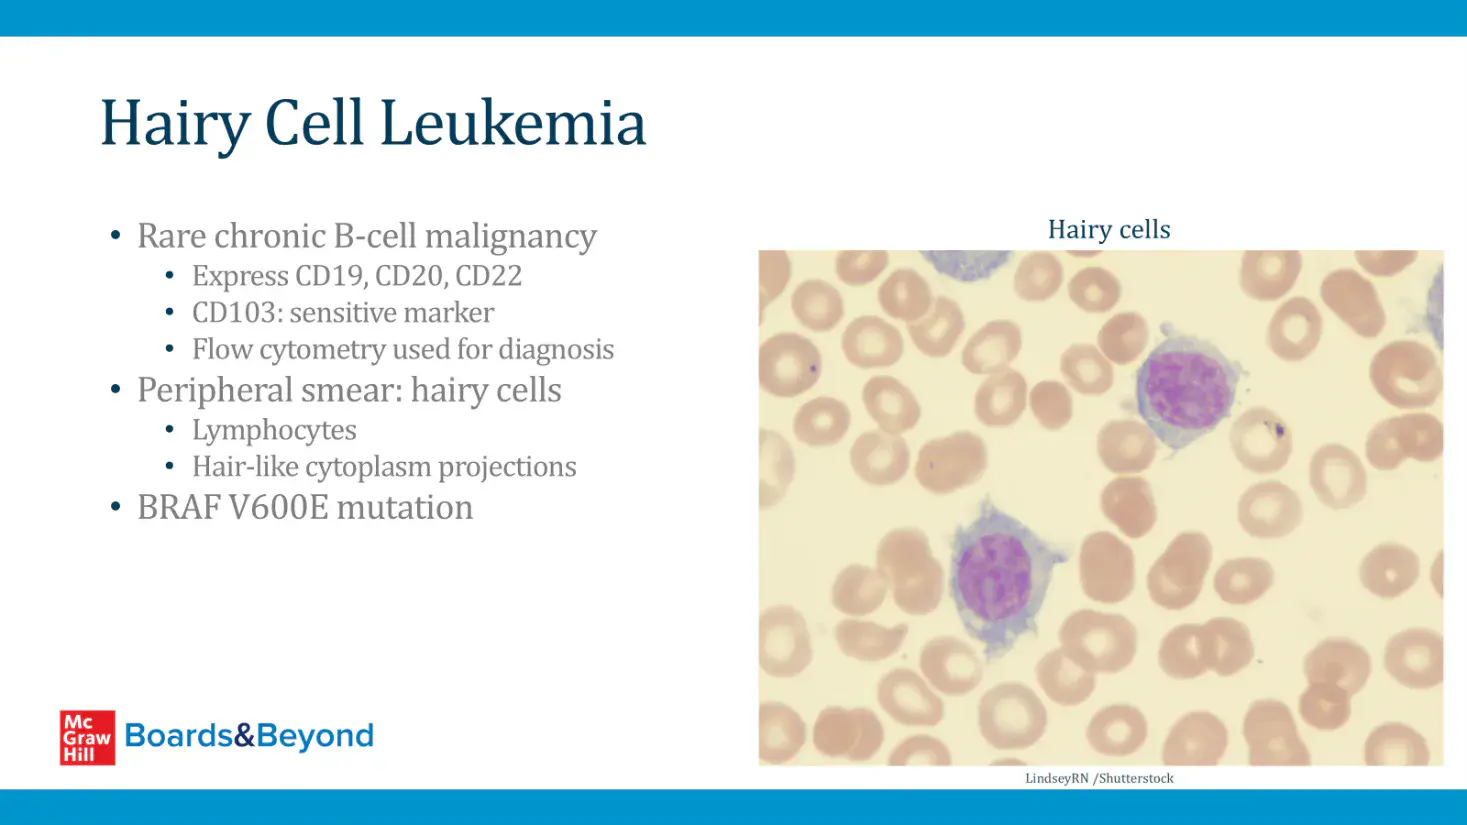 Hairy Cell Leukemia
• Rare chronic B-cell malignancy
• Express CD19, CD20, CD22
• CD103: sensitive marker
• Flow cytometry used for diagnosis
• Peripheral smear: hairy cells
• Lymphocytes
• Hair-like cytoplasm projections
• BRAF V600E mutation
Hairy cells
LindseyRN /Shutterstock
Mc
Graw
Hill
Boards&Beyond